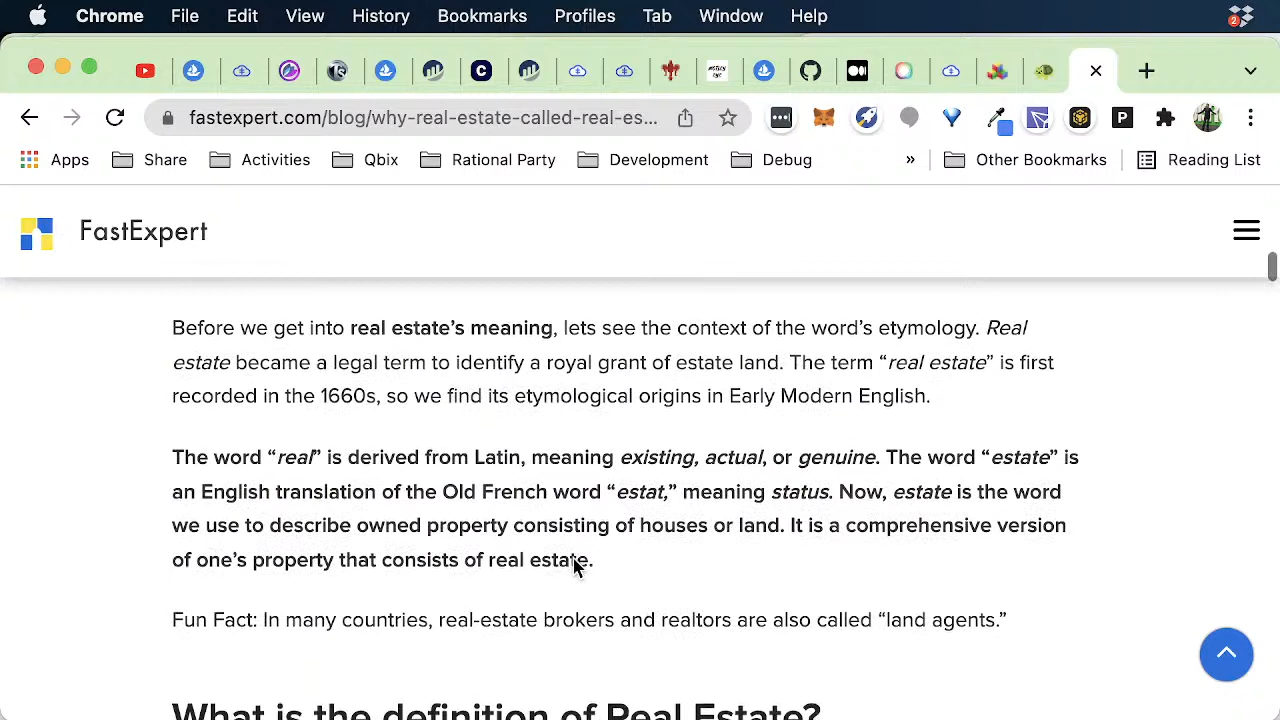 Chrome File Edit View History Bookmarks Profiles Tab Window Help
2
fastexpert.com/blog/why-real-estate-called-real-es...
Apps Share Activities Qbix Rational Party Development Debug » Other Bookmarks Reading List
FastExpert
Before we get into real estate’s meaning, lets see the context of the word’s etymology. Real
estate became a legal term to identify a royal grant of estate land. The term “real estate” is first
recorded in the 1660s, so we find its etymological origins in Early Modern English.
The word “real” is derived from Latin, meaning existing, actual, or genuine. The word “estate” is
an English translation of the Old French word “estat,” meaning status. Now, estate is the word
we use to describe owned property consisting of houses or land. It is a comprehensive version
of one’s property that consists of real estate.
Fun Fact: In many countries, real-estate brokers and realtors are also called “land agents.”
What is the definition of Real Estate?